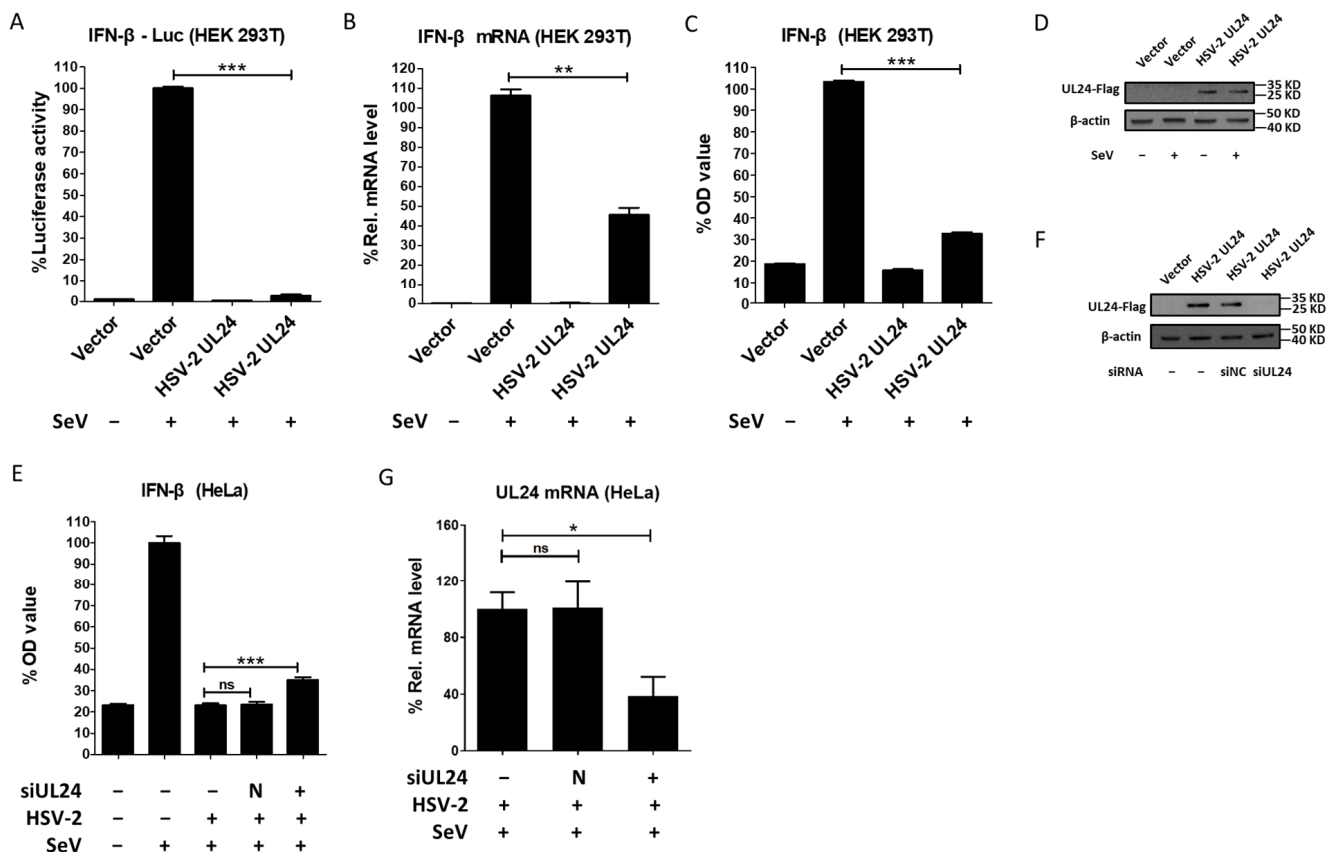 A
IFN-β - Luc (HEK 293T)
% Luciferase activity
110
100
90
80
70
60
50
40
30
20
10
0
Vector
Vector
HSV-2 UL24
HSV-2 UL24
***
SeV – + + +
B
IFN-β mRNA (HEK 293T)
% Rel. mRNA level
120
110
100
90
80
70
60
50
40
30
20
10
0
Vector
Vector
HSV-2 UL24
HSV-2 UL24
**
SeV – + + +
C
IFN-β (HEK 293T)
% OD value
110
100
90
80
70
60
50
40
30
20
10
0
Vector
Vector
HSV-2 UL24
HSV-2 UL24
***
SeV – + + +
D
Vector
Vector
HSV-2 UL24
HSV-2 UL24
UL24-Flag
35 KD
25 KD
β-actin
50 KD
40 KD
SeV – + – +
F
Vector
HSV-2 UL24
HSV-2 UL24
HSV-2 UL24
UL24-Flag
35 KD
25 KD
β-actin
50 KD
40 KD
siRNA – – siNC siUL24
E
IFN-β (HeLa)
% OD value
110
100
90
80
70
60
50
40
30
20
10
0
***
ns
siUL24 – – – N +
HSV-2 – – + + +
SeV – + + + +
G
UL24 mRNA (HeLa)
% Rel. mRNA level
160
120
80
40
0
*
ns
siUL24 – N +
HSV-2 + + +
SeV + + +